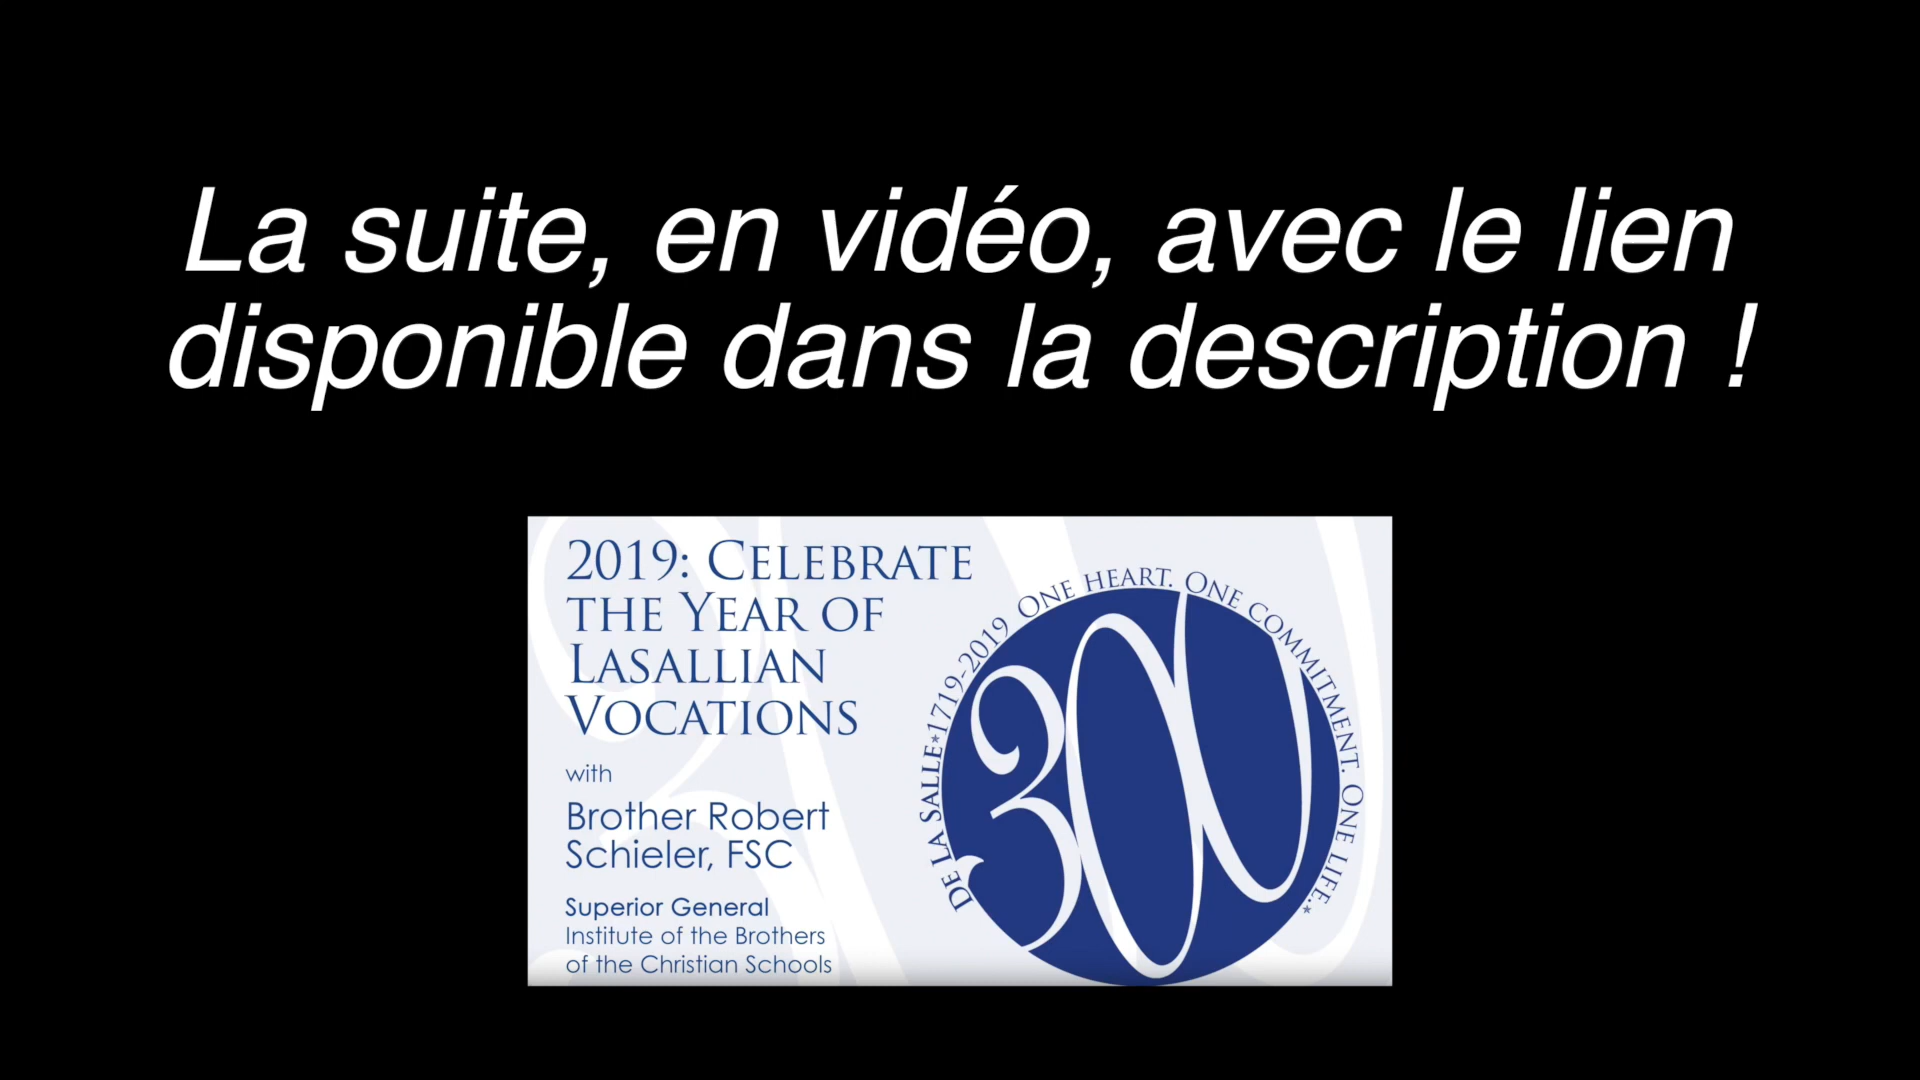 La suite, en vidéo, avec le lien
disponible dans la description !
2019: CELEBRATE
THE YEAR OF
LASALLIAN
VOCATIONS
with
Brother Robert
Schieler, FSC
Superior General
Institute of the Brothers
of the Christian Schools
DE LA SALLE★1719-2019 ONE HEART. ONE COMMITMENT. ONE LIFE.★
300